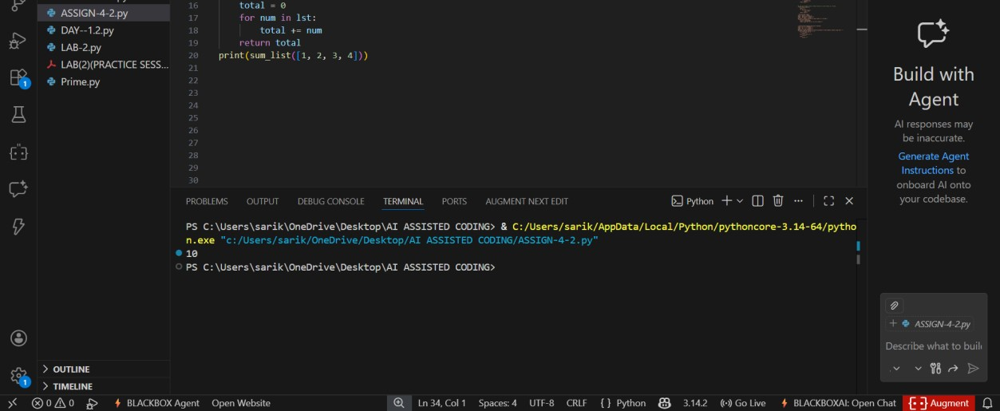 ASSIGN-4-2.py
DAY--1.2.py
LAB-2.py
LAB(2)(PRACTICE SESS...
Prime.py
1
1
OUTLINE
TIMELINE
16 total = 0
17 for num in lst:
18 total += num
19 return total
20 print(sum_list([1, 2, 3, 4]))
21
22
23
24
25
26
27
28
29
30
PROBLEMS OUTPUT DEBUG CONSOLE TERMINAL PORTS AUGMENT NEXT EDIT Python
PS C:\Users\sarik\OneDrive\Desktop\AI ASSISTED CODING> & C:/Users/sarik/AppData/Local/Python/pythoncore-3.14-64/pytho
n.exe "c:/Users/sarik/OneDrive/Desktop/AI ASSISTED CODING/ASSIGN-4-2.py"
10
PS C:\Users\sarik\OneDrive\Desktop\AI ASSISTED CODING>
Build with
Agent
AI responses may
be inaccurate.
Generate Agent
Instructions to
onboard AI onto
your codebase.
ASSIGN-4-2.py
Describe what to buil
0 0 BLACKBOX Agent Open Website Ln 34, Col 1 Spaces: 4 UTF-8 CRLF { } Python 3.14.2 Go Live BLACKBOXAI: Open Chat Augment